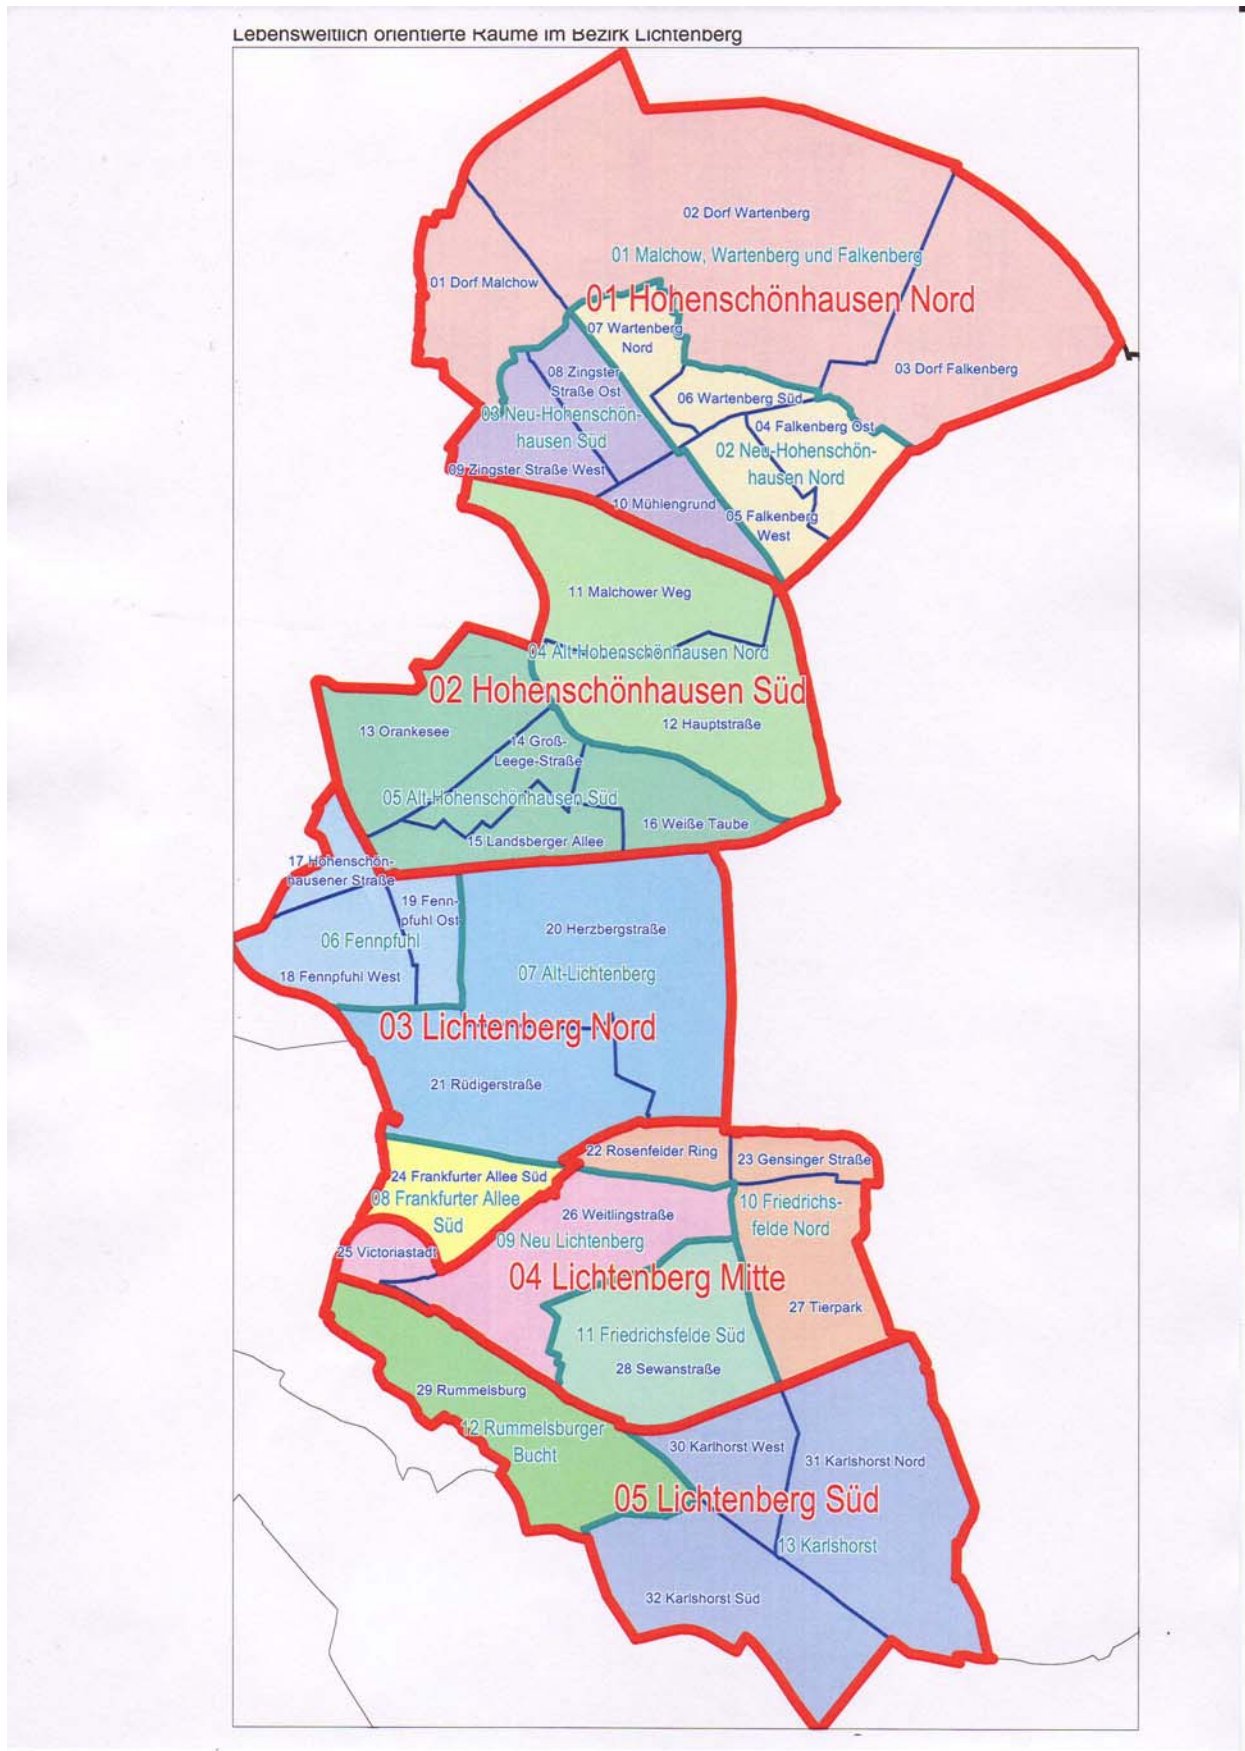 Lebensweltlich orientierte Räume im Bezirk Lichtenberg
02 Dorf Wartenberg
01 Malchow, Wartenberg und Falkenberg
01 Dorf Malchow
01 Hohenschönhausen Nord
07 Wartenberg
Nord
03 Dorf Falkenberg
08 Zingster
Straße Ost
06 Wartenberg Süd
03 Neu-Hohenschön-
hausen Süd
04 Falkenberg Ost
02 Neu-Hohenschön-
hausen Nord
09 Zingster Straße West
10 Mühlengrund
05 Falkenberg
West
11 Malchower Weg
04 Alt-Hohenschönhausen Nord
02 Hohenschönhausen Süd
13 Orankesee
12 Hauptstraße
14 Groß-
Leege-Straße
05 Alt-Hohenschönhausen Süd
16 Weiße Taube
15 Landsberger Allee
17 Hohenschön-
hausener Straße
19 Fenn-
pfuhl Ost
20 Herzbergstraße
06 Fennpfuhl
18 Fennpfuhl West
07 Alt-Lichtenberg
03 Lichtenberg Nord
21 Rüdigerstraße
22 Rosenfelder Ring
23 Gensinger Straße
24 Frankfurter Allee Süd
08 Frankfurter Allee
Süd
10 Friedrichs-
felde Nord
26 Weitlingstraße
09 Neu Lichtenberg
25 Victoriastadt
04 Lichtenberg Mitte
27 Tierpark
11 Friedrichsfelde Süd
28 Sewanstraße
29 Rummelsburg
12 Rummelsburger
Bucht
30 Karlhorst West
31 Karlshorst Nord
05 Lichtenberg Süd
13 Karlshorst
32 Karlshorst Süd